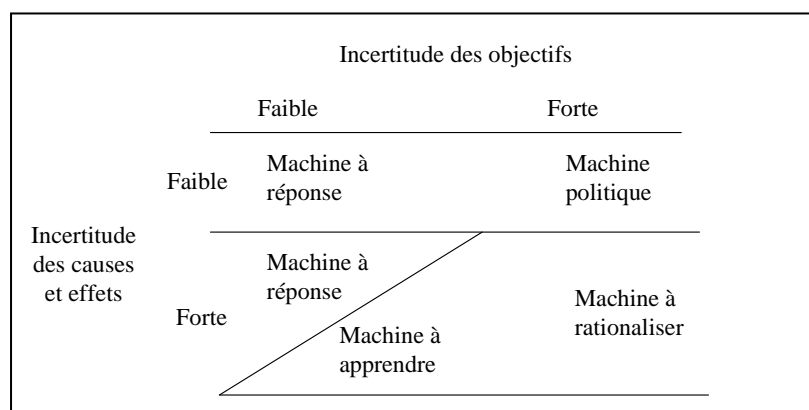 Incertitude des objectifs
Faible Forte
Faible
Machine à
réponse
Machine
politique
Incertitude
des causes
et effets
Forte
Machine à
réponse
Machine à
apprendre
Machine à
rationaliser